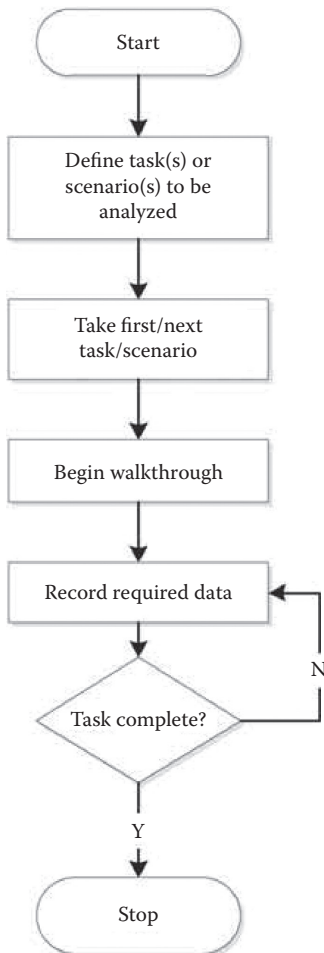 Start
Define task(s) or
scenario(s) to be
analyzed
Take first/next
task/scenario
Begin walkthrough
Record required data
N
Task complete?
Y
Stop